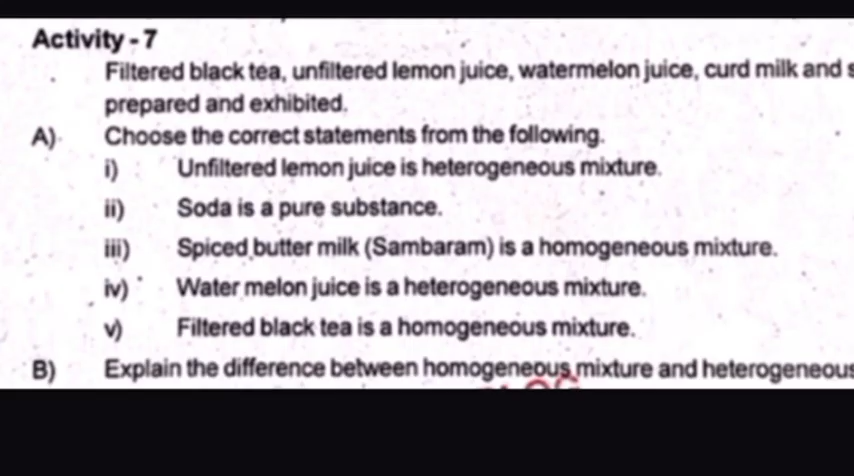 Activity - 7
Filtered black tea, unfiltered lemon juice, watermelon juice, curd milk and
prepared and exhibited.
A) Choose the correct statements from the following.
i) Unfiltered lemon juice is heterogeneous mixture.
ii) Soda is a pure substance.
iii) Spiced butter milk (Sambaram) is a homogeneous mixture.
iv) Water melon juice is a heterogeneous mixture.
v) Filtered black tea is a homogeneous mixture.
B) Explain the difference between homogeneous mixture and heterogeneous